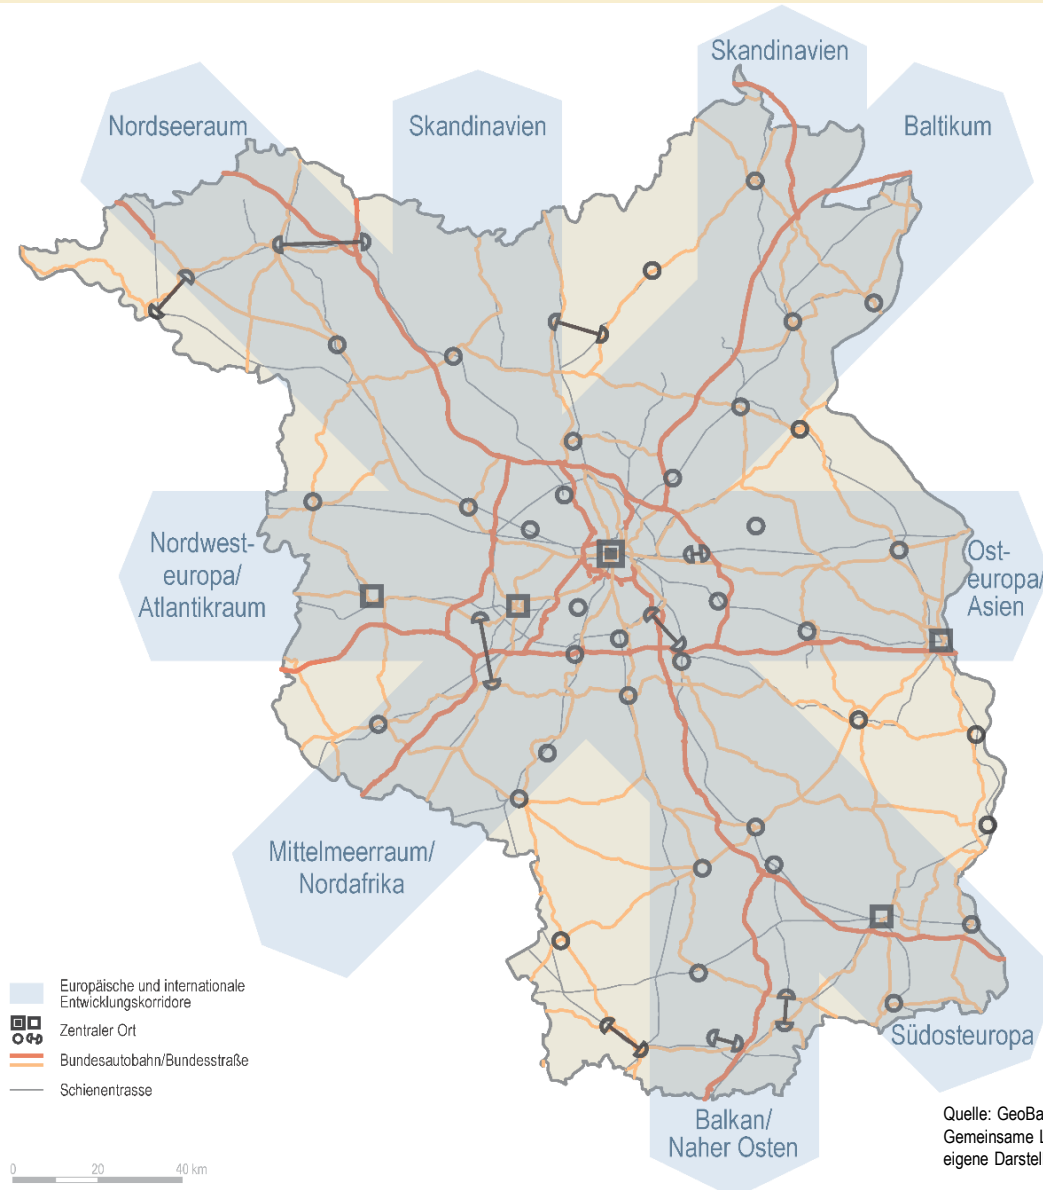 Skandinavien
Nordseeraum
Skandinavien
Baltikum
Nordwest-
europa/
Atlantikraum
Ost-
europa/
Asien
Mittelmeerraum/
Nordafrika
Südosteuropa
Balkan/
Naher Osten
Europäische und internationale
Entwicklungskorridore
Zentraler Ort
Bundesautobahn/Bundesstraße
Schienentrasse
0 20 40 km
Quelle: GeoBa
Gemeinsame L
eigene Darstel